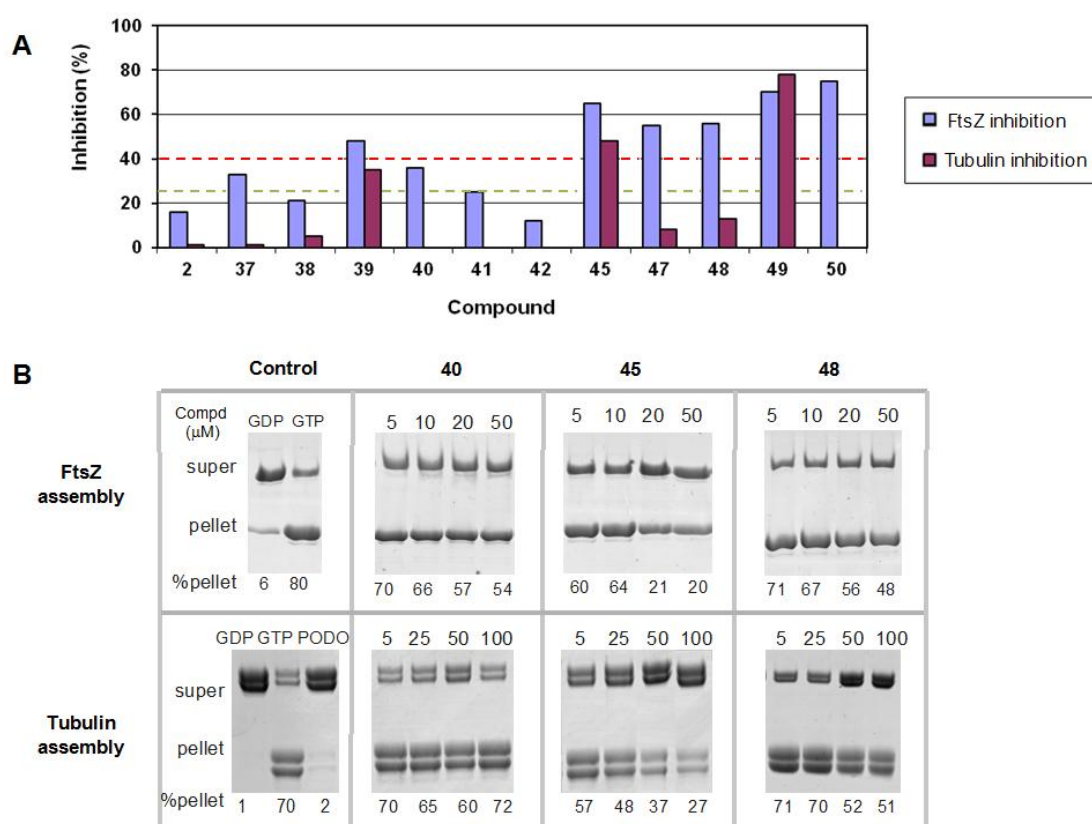 A
Inhibition (%)
100
80
60
40
20
0
2 37 38 39 40 41 42 45 47 48 49 50
Compound
FtsZ inhibition
Tubulin inhibition
B
Control 40 45 48
FtsZ assembly
Compd (μM)
GDP GTP
5 10 20 50
5 10 20 50
5 10 20 50
super
pellet
%pellet
6 80
70 66 57 54
60 64 21 20
71 67 56 48
Tubulin assembly
GDP GTP PODO
5 25 50 100
5 25 50 100
5 25 50 100
super
pellet
%pellet
1 70 2
70 65 60 72
57 48 37 27
71 70 52 51